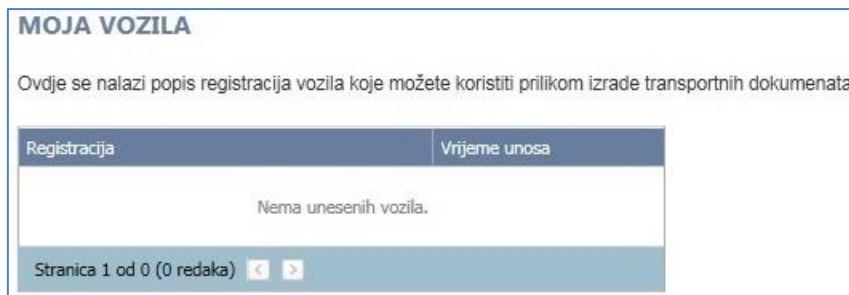 MOJA VOZILA
Ovdje se nalazi popis registracija vozila koje možete koristiti prilikom izrade transportnih dokumenata
Registracija Vrijeme unosa
Nema unesenih vozila.
Stranica 1 od 0 (0 redaka) < >